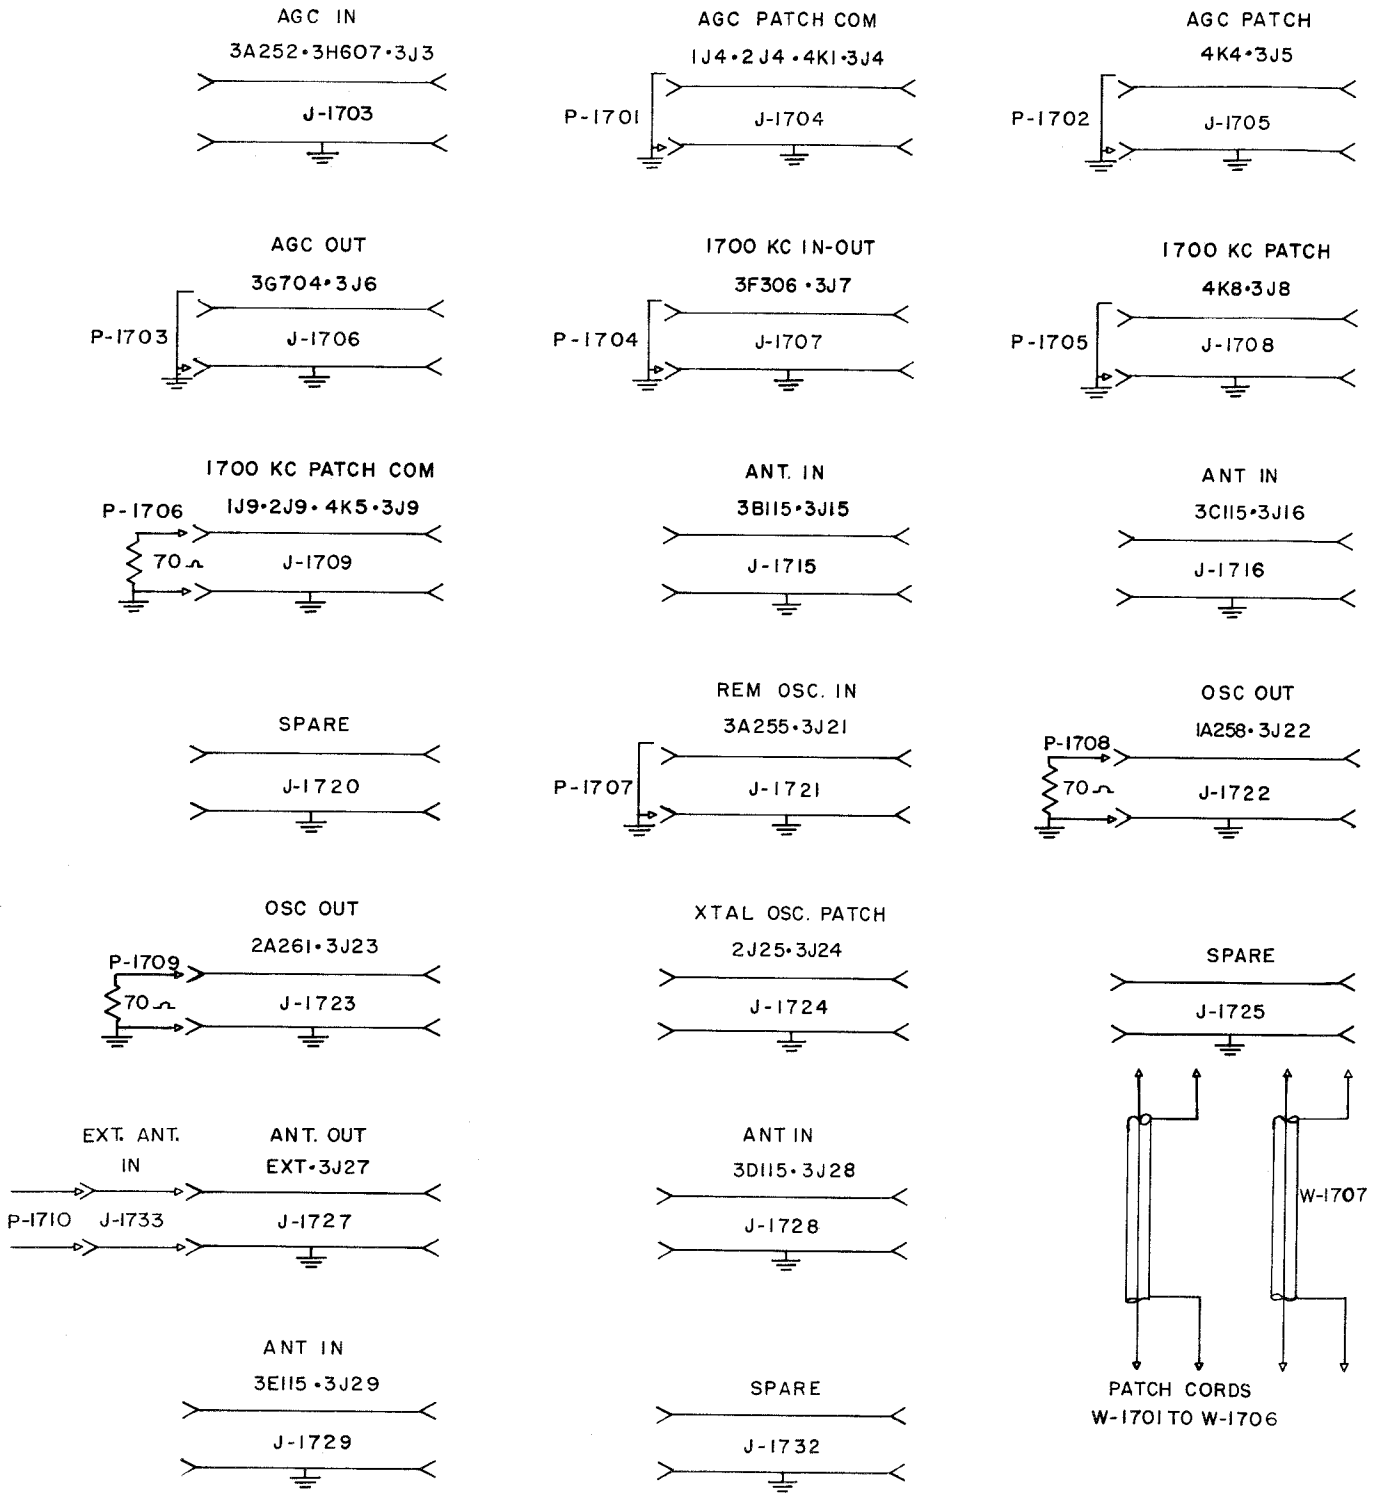 AGC IN
3A252•3H607•3J3
J-1703
AGC PATCH COM
1J4•2J4•4K1•3J4
P-1701
J-1704
AGC PATCH
4K4•3J5
P-1702
J-1705
AGC OUT
3G704•3J6
P-1703
J-1706
1700 KC IN-OUT
3F306•3J7
P-1704
J-1707
1700 KC PATCH
4K8•3J8
P-1705
J-1708
1700 KC PATCH COM
P-1706
1J9•2J9•4K5•3J9
70 Ω
J-1709
ANT. IN
3B115•3J15
J-1715
ANT IN
3C115•3J16
J-1716
SPARE
J-1720
REM OSC. IN
3A255•3J21
P-1707
J-1721
OSC OUT
1A258•3J22
P-1708
70 Ω
J-1722
OSC OUT
2A261•3J23
P-1709
70 Ω
J-1723
XTAL OSC. PATCH
2J25•3J24
J-1724
SPARE
J-1725
EXT. ANT.
IN
P-1710
J-1733
ANT. OUT
EXT•3J27
J-1727
ANT IN
3D115•3J28
J-1728
W-1707
ANT IN
3E115•3J29
J-1729
SPARE
J-1732
PATCH CORDS
W-1701 TO W-1706